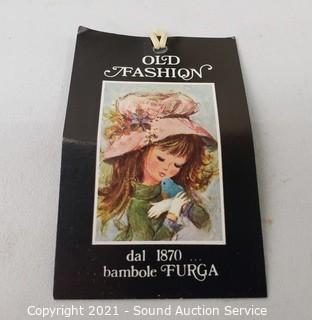 OLD
FASHION
dal 1870 ...
bambole FURGA
Copyright © 2021 - Sound Auction Service